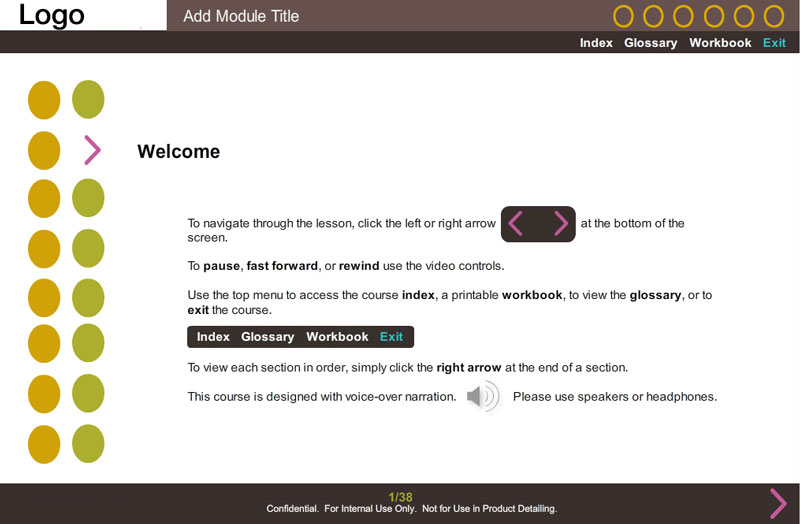 Logo
Add Module Title
Index Glossary Workbook Exit
Welcome
To navigate through the lesson, click the left or right arrow at the bottom of the
screen.
To pause, fast forward, or rewind use the video controls.
Use the top menu to access the course index, a printable workbook, to view the glossary, or to
exit the course.
Index Glossary Workbook Exit
To view each section in order, simply click the right arrow at the end of a section.
This course is designed with voice-over narration. Please use speakers or headphones.
1/38
Confidential. For Internal Use Only. Not for Use in Product Detailing.